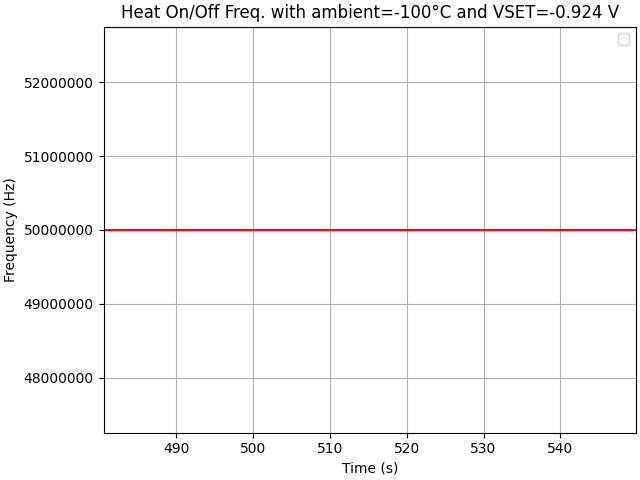 Heat On/Off Freq. with ambient=-100°C and VSET=-0.924 V
52000000
51000000
50000000
49000000
48000000
Frequency (Hz)
490 500 510 520 530 540
Time (s)